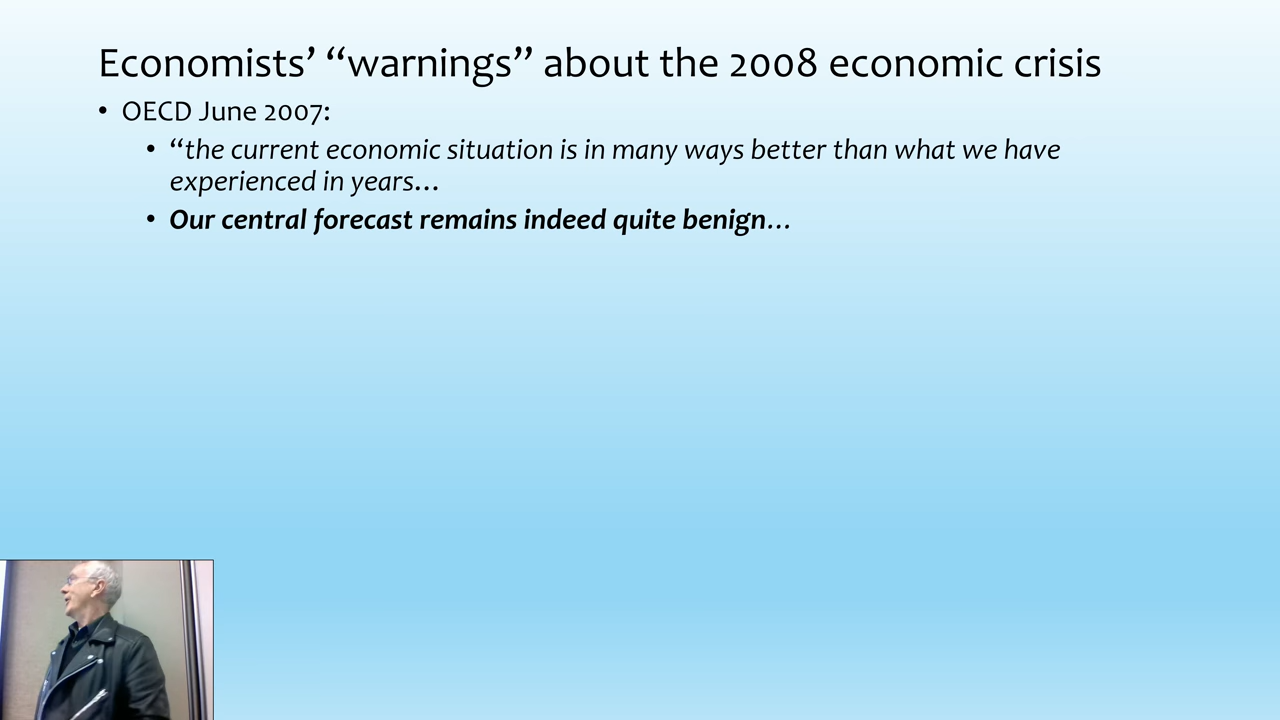 Economists’ “warnings” about the 2008 economic crisis
• OECD June 2007:
• “the current economic situation is in many ways better than what we have
experienced in years…
• Our central forecast remains indeed quite benign…